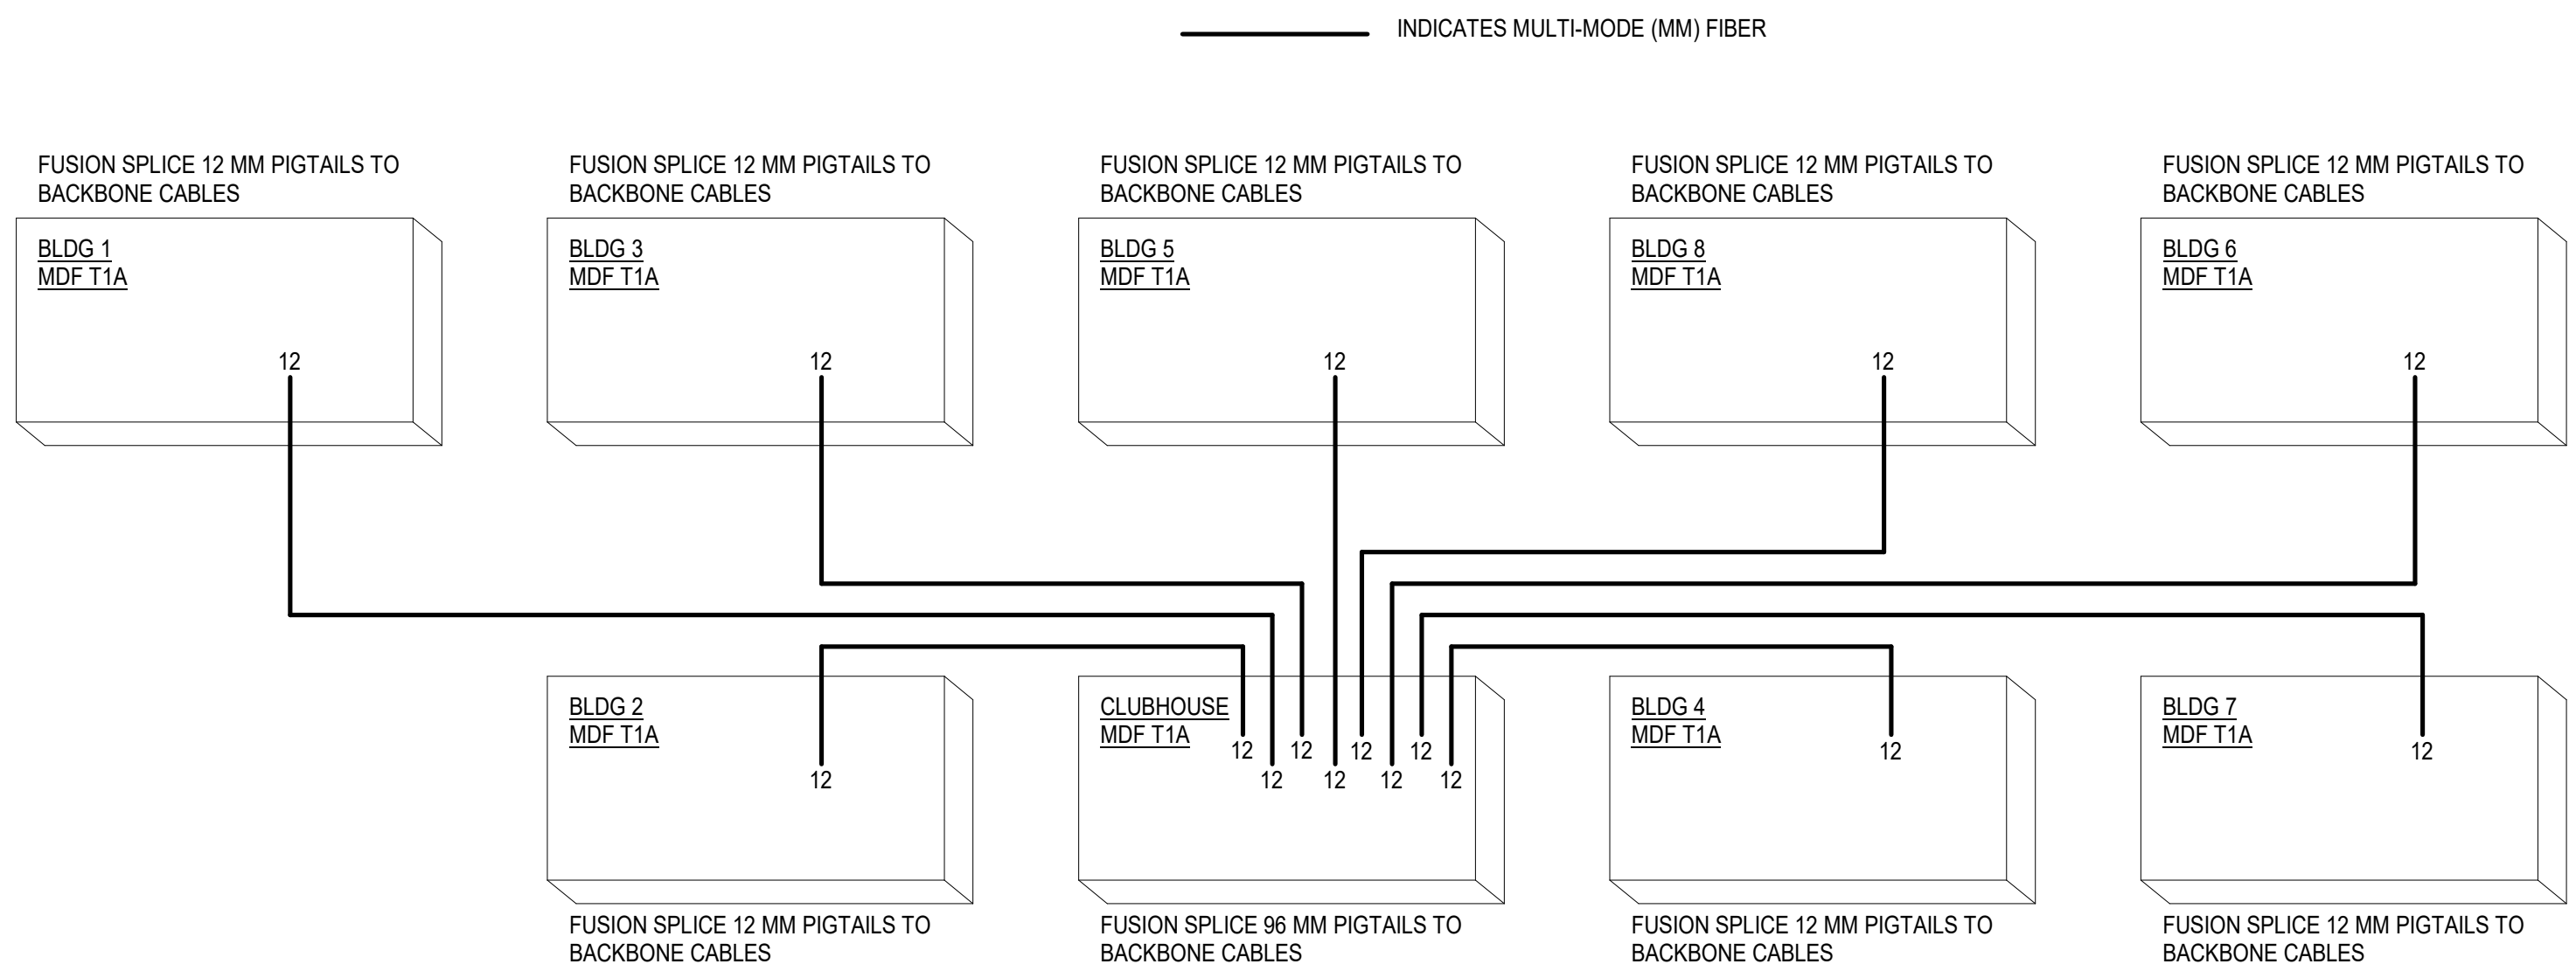 INDICATES MULTI-MODE (MM) FIBER
FUSION SPLICE 12 MM PIGTAILS TO
BACKBONE CABLES
BLDG 1
MDF T1A
12
FUSION SPLICE 12 MM PIGTAILS TO
BACKBONE CABLES
BLDG 3
MDF T1A
12
FUSION SPLICE 12 MM PIGTAILS TO
BACKBONE CABLES
BLDG 5
MDF T1A
12
FUSION SPLICE 12 MM PIGTAILS TO
BACKBONE CABLES
BLDG 8
MDF T1A
12
FUSION SPLICE 12 MM PIGTAILS TO
BACKBONE CABLES
BLDG 6
MDF T1A
12
BLDG 2
MDF T1A
12
FUSION SPLICE 12 MM PIGTAILS TO
BACKBONE CABLES
CLUBHOUSE
MDF T1A
12 12 12 12
12 12 12 12
FUSION SPLICE 96 MM PIGTAILS TO
BACKBONE CABLES
BLDG 4
MDF T1A
12
FUSION SPLICE 12 MM PIGTAILS TO
BACKBONE CABLES
BLDG 7
MDF T1A
12
FUSION SPLICE 12 MM PIGTAILS TO
BACKBONE CABLES